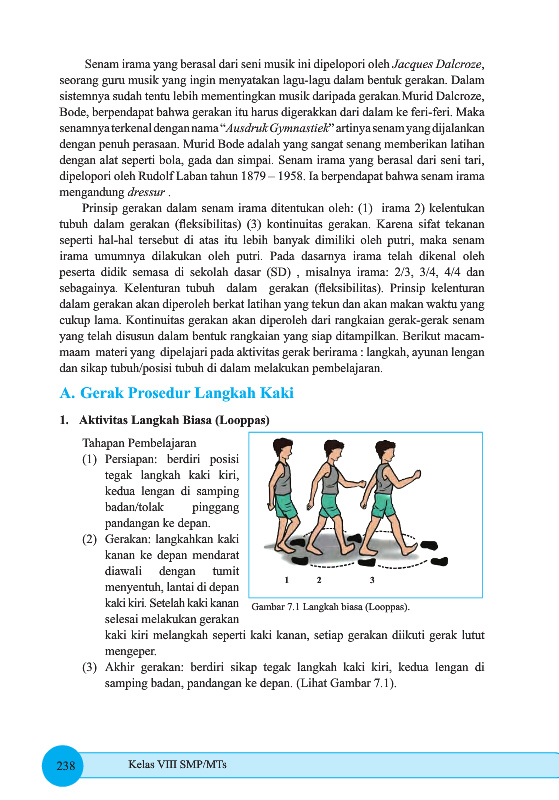 Senam irama yang berasal dari seni musik ini dipelopori oleh Jacques Dalcroze,
seorang guru musik yang ingin menyatakan lagu-lagu dalam bentuk gerakan. Dalam
sistemnya sudah tentu lebih mementingkan musik daripada gerakan.Murid Dalcroze,
Bode, berpendapat bahwa gerakan itu harus digerakkan dari dalam ke feri-feri. Maka
senamnya terkenal dengan nama “Ausdruk Gymnastiek” artinya senam yang dijalankan
dengan penuh perasaan. Murid Bode adalah yang sangat senang memberikan latihan
dengan alat seperti bola, gada dan simpai. Senam irama yang berasal dari seni tari,
dipelopori oleh Rudolf Laban tahun 1879 – 1958. Ia berpendapat bahwa senam irama
mengandung dressur .
Prinsip gerakan dalam senam irama ditentukan oleh: (1) irama 2) kelentukan
tubuh dalam gerakan (fleksibilitas) (3) kontinuitas gerakan. Karena sifat tekanan
seperti hal-hal tersebut di atas itu lebih banyak dimiliki oleh putri, maka senam
irama umumnya dilakukan oleh putri. Pada dasarnya irama telah dikenal oleh
peserta didik semasa di sekolah dasar (SD) , misalnya irama: 2/3, 3/4, 4/4 dan
sebagainya. Kelenturan tubuh dalam gerakan (fleksibilitas). Prinsip kelenturan
dalam gerakan akan diperoleh berkat latihan yang tekun dan akan makan waktu yang
cukup lama. Kontinuitas gerakan akan diperoleh dari rangkaian gerak-gerak senam
yang telah disusun dalam bentuk rangkaian yang siap ditampilkan. Berikut macam-
maam materi yang dipelajari pada aktivitas gerak berirama : langkah, ayunan lengan
dan sikap tubuh/posisi tubuh di dalam melakukan pembelajaran.
A. Gerak Prosedur Langkah Kaki
1. Aktivitas Langkah Biasa (Looppas)
Tahapan Pembelajaran
(1) Persiapan: berdiri posisi
tegak langkah kaki kiri,
kedua lengan di samping
badan/tolak pinggang
pandangan ke depan.
(2) Gerakan: langkahkan kaki
kanan ke depan mendarat
diawali dengan tumit
menyentuh, lantai di depan
kaki kiri. Setelah kaki kanan
selesai melakukan gerakan
kaki kiri melangkah seperti kaki kanan, setiap gerakan diikuti gerak lutut
mengeper.
(3) Akhir gerakan: berdiri sikap tegak langkah kaki kiri, kedua lengan di
samping badan, pandangan ke depan. (Lihat Gambar 7.1).
1 2 3
Gambar 7.1 Langkah biasa (Looppas).
238 Kelas VIII SMP/MTs